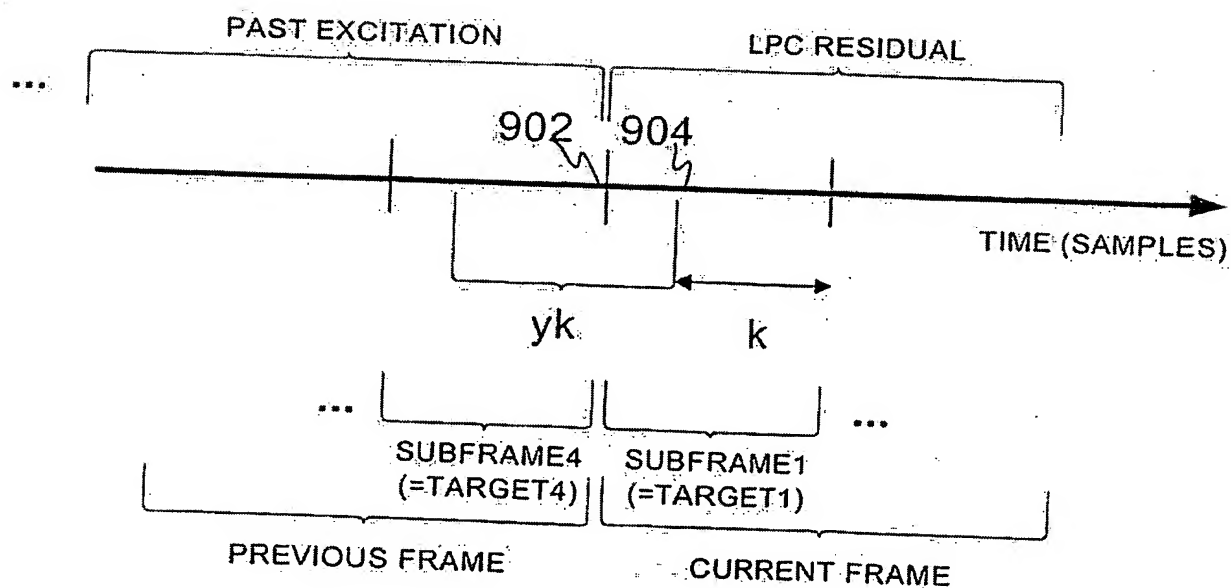 PAST EXCITATION
LPC RESIDUAL
...
902
904
TIME (SAMPLES)
yk
k
...
...
SUBFRAME4
(=TARGET4)
SUBFRAME1
(=TARGET1)
PREVIOUS FRAME
CURRENT FRAME